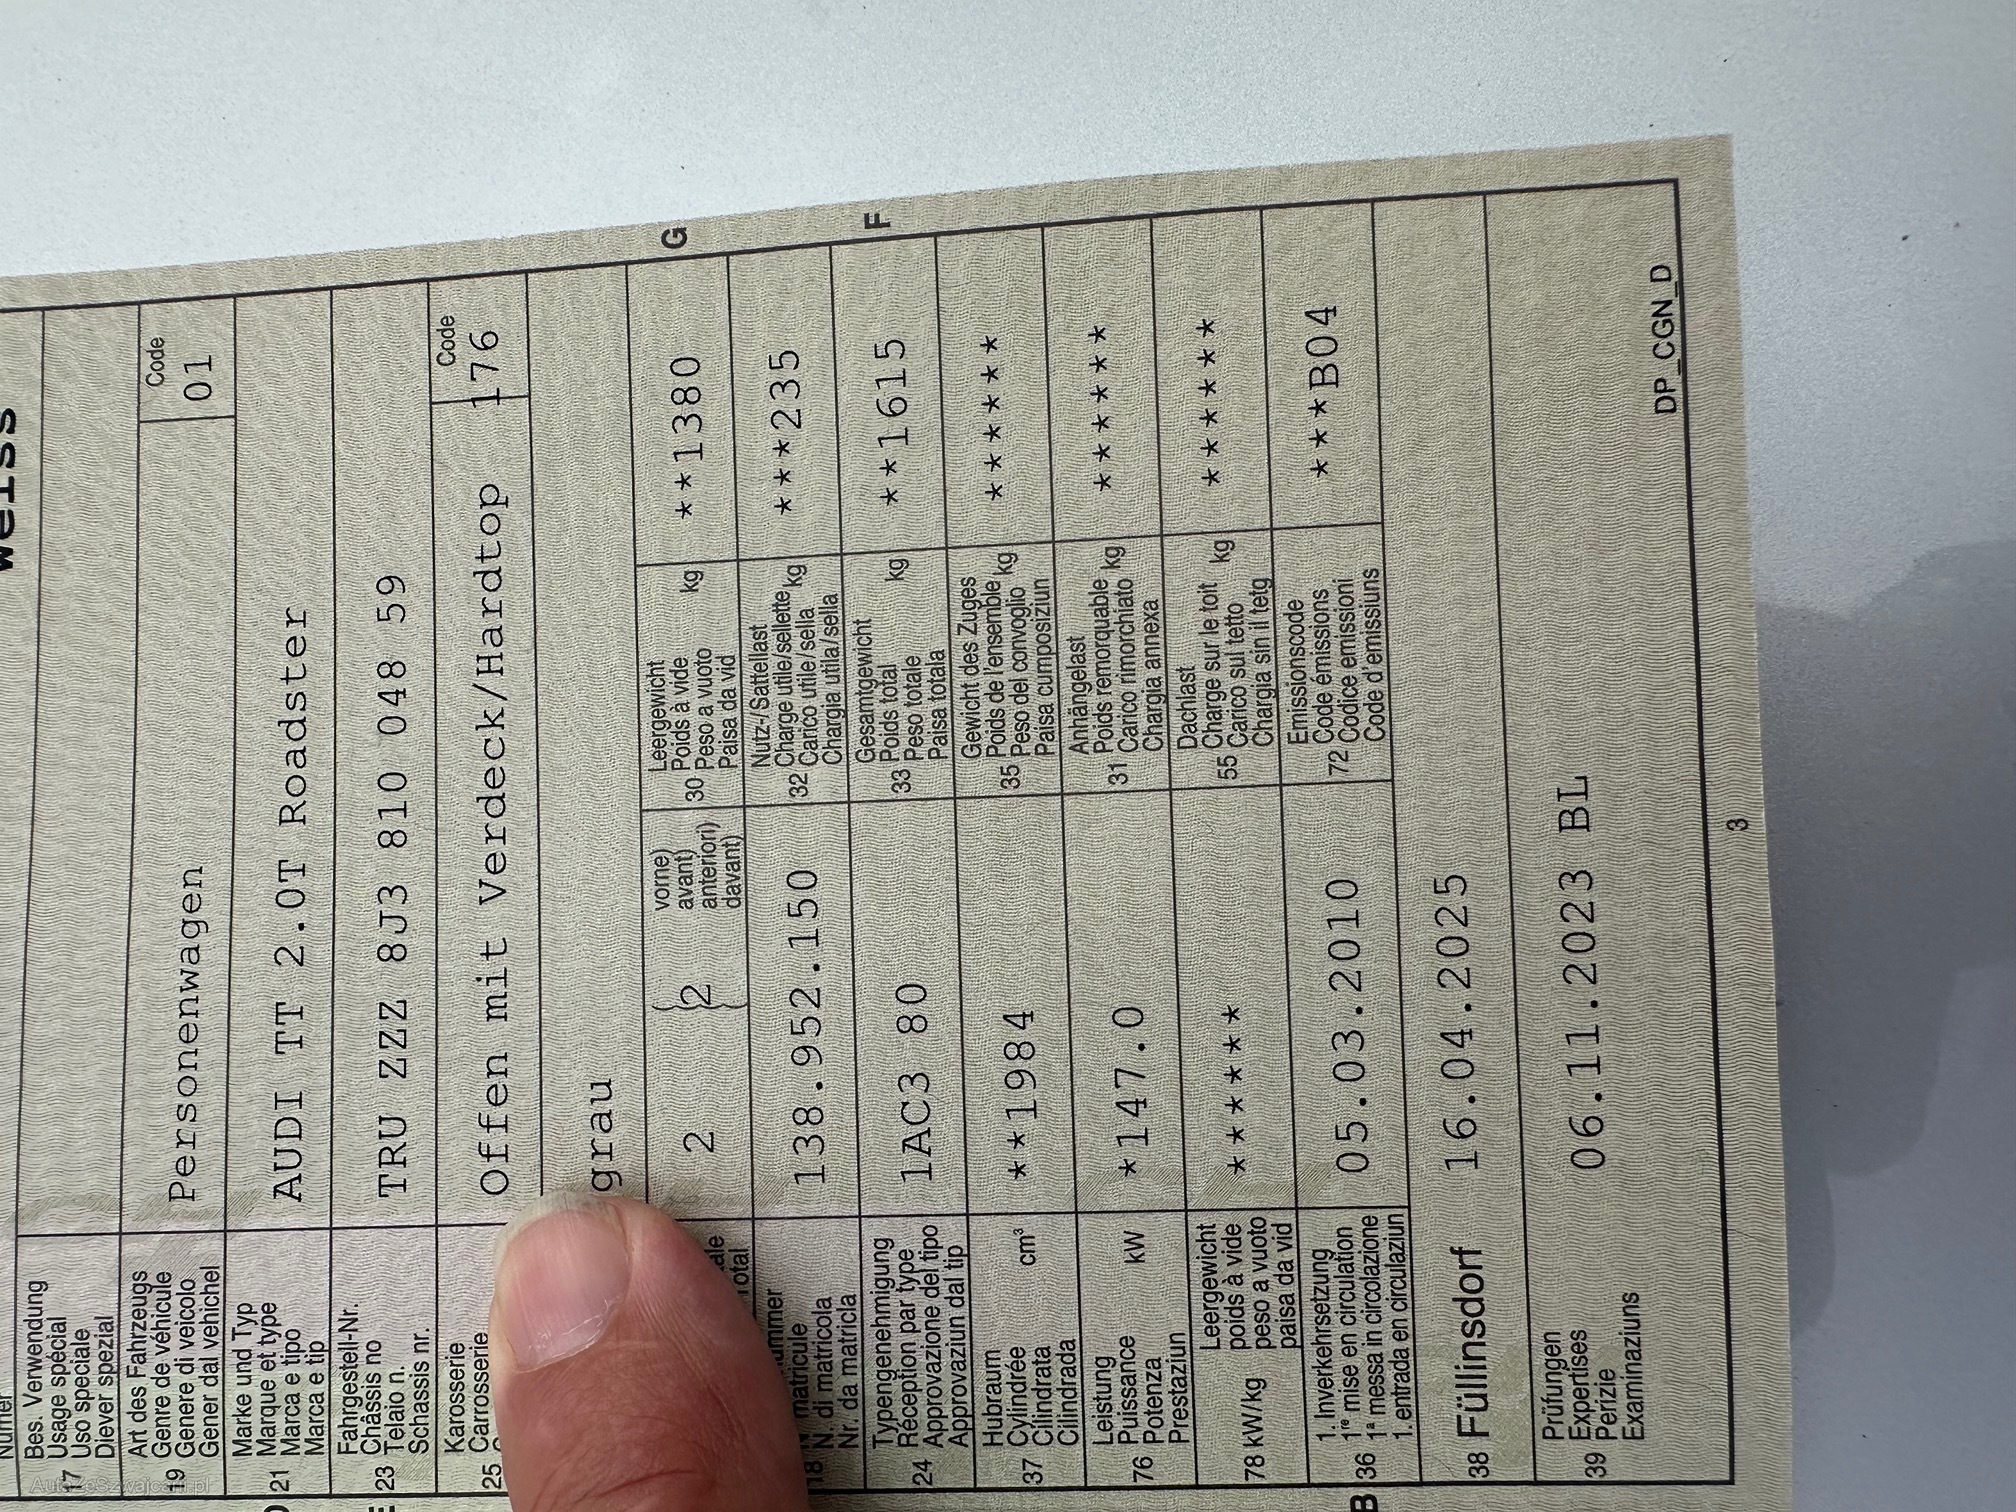 weiss
Bes. Verwendung
Usage spécial
17 Uso speciale
Diever spezial
Art des Fahrzeugs
Genre de véhicule
19 Genere di veicolo
Gener dal vehichel
Personenwagen
Code
01
Marke und Typ
Marque et type
21 Marca e tipo
Marca e tip
AUDI TT 2.0T Roadster
Fahrgestell-Nr.
Châssis no
23 Telaio n.
Schassis nr.
TRU ZZZ 8J3 810 048 59
Karosserie
25 Carrosserie
Offen mit Verdeck/Hardtop
Code
176
grau
2
2
vorne)
avant)
anteriori)
davant)
Leergewicht
Poids à vide
30 Peso a vuoto kg
Paisa da vid
**1380
G
18 matricule
N. di matricola
Nr. da matricla
138.952.150
Nutz-/Sattellast
Charge utile/sellette
32 Carico utile/sella kg
Chargia utila/sella
***235
Typengenehmigung
Réception par type
24 Approvazione del tipo
Approvaziun dal tip
1AC3 80
Gesamtgewicht
Poids total
33 Peso totale kg
Paisa totala
**1615
F
Hubraum
Cylindrée cm³
37 Cilindrata
Cilindrada
**1984
Gewicht des Zuges
Poids de l'ensemble
35 Peso del convoglio kg
Paisa cumposiziun
******
Leistung
Puissance kW
76 Potenza
Prestaziun
*147.0
Anhängelast
Poids remorquable
31 Carico rimorchiato kg
Chargia annexa
******
78 kW/kg
Leergewicht
poids à vide
peso a vuoto
paisa da vid
******
Dachlast
Charge sur le toit
55 Carico sul tetto kg
Chargia sin il tetg
******
B
1. Inverkehrsetzung
36 1re mise en circulation
1a messa in circolazione
1. entrada en circulaziun
05.03.2010
Emissionscode
Code émissions
72 Codice emissioni
Code d'emissiuns
***B04
38 Füllinsdorf 16.04.2025
Prüfungen
Expertises
39 Perizie
Examinaziuns
06.11.2023 BL
DP_CGN_D
3
AutaZeSzwajcarii.pl